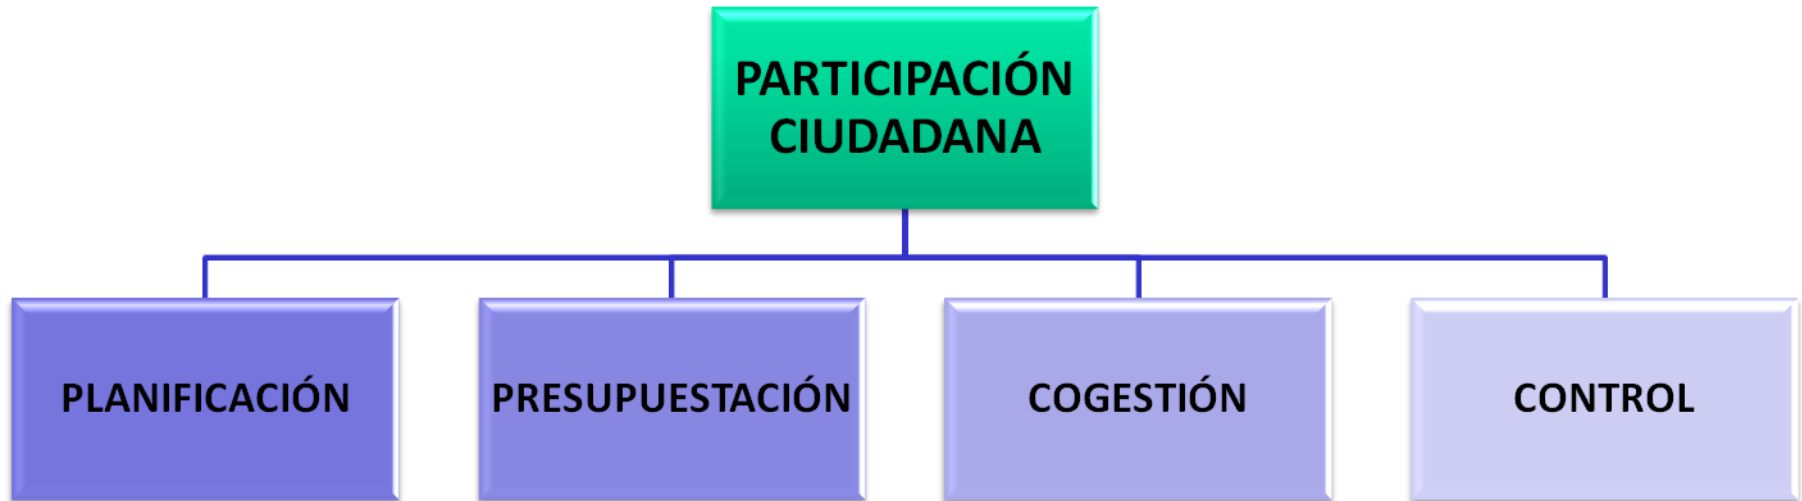 PARTICIPACIÓN
CIUDADANA
PLANIFICACIÓN
PRESUPUESTACIÓN
COGESTIÓN
CONTROL